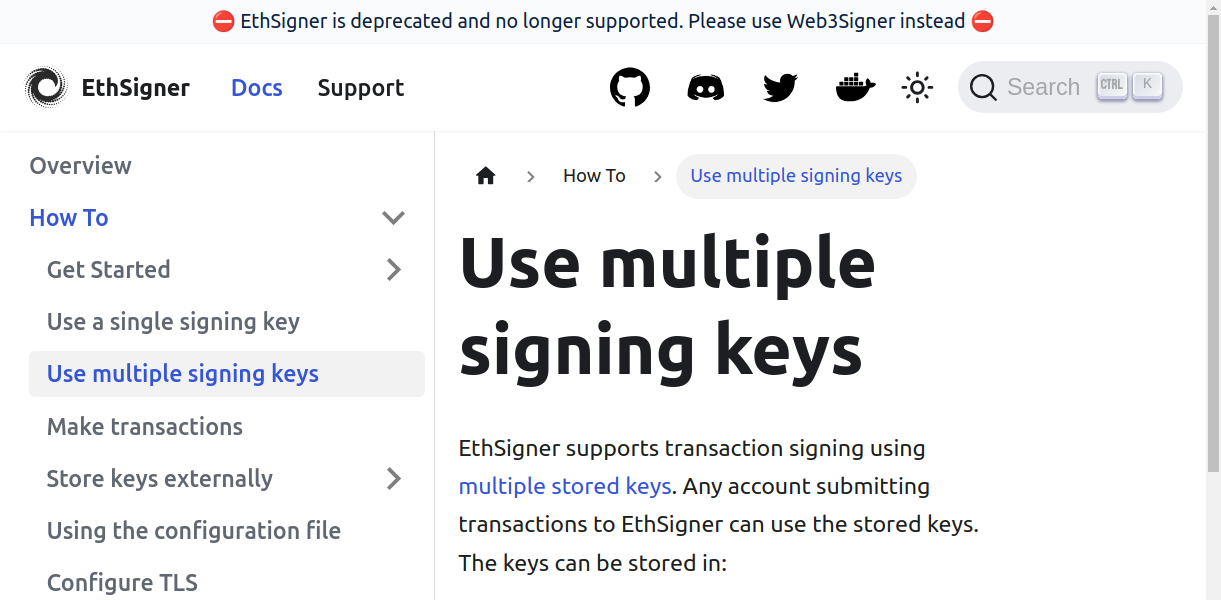 ⛔ EthSigner is deprecated and no longer supported. Please use Web3Signer instead ⛔
EthSigner Docs Support Search CTRL K
Overview
How To
Get Started
Use a single signing key
Use multiple signing keys
Make transactions
Store keys externally
Using the configuration file
Configure TLS
How To Use multiple signing keys
Use multiple
signing keys
EthSigner supports transaction signing using
multiple stored keys. Any account submitting
transactions to EthSigner can use the stored keys.
The keys can be stored in: